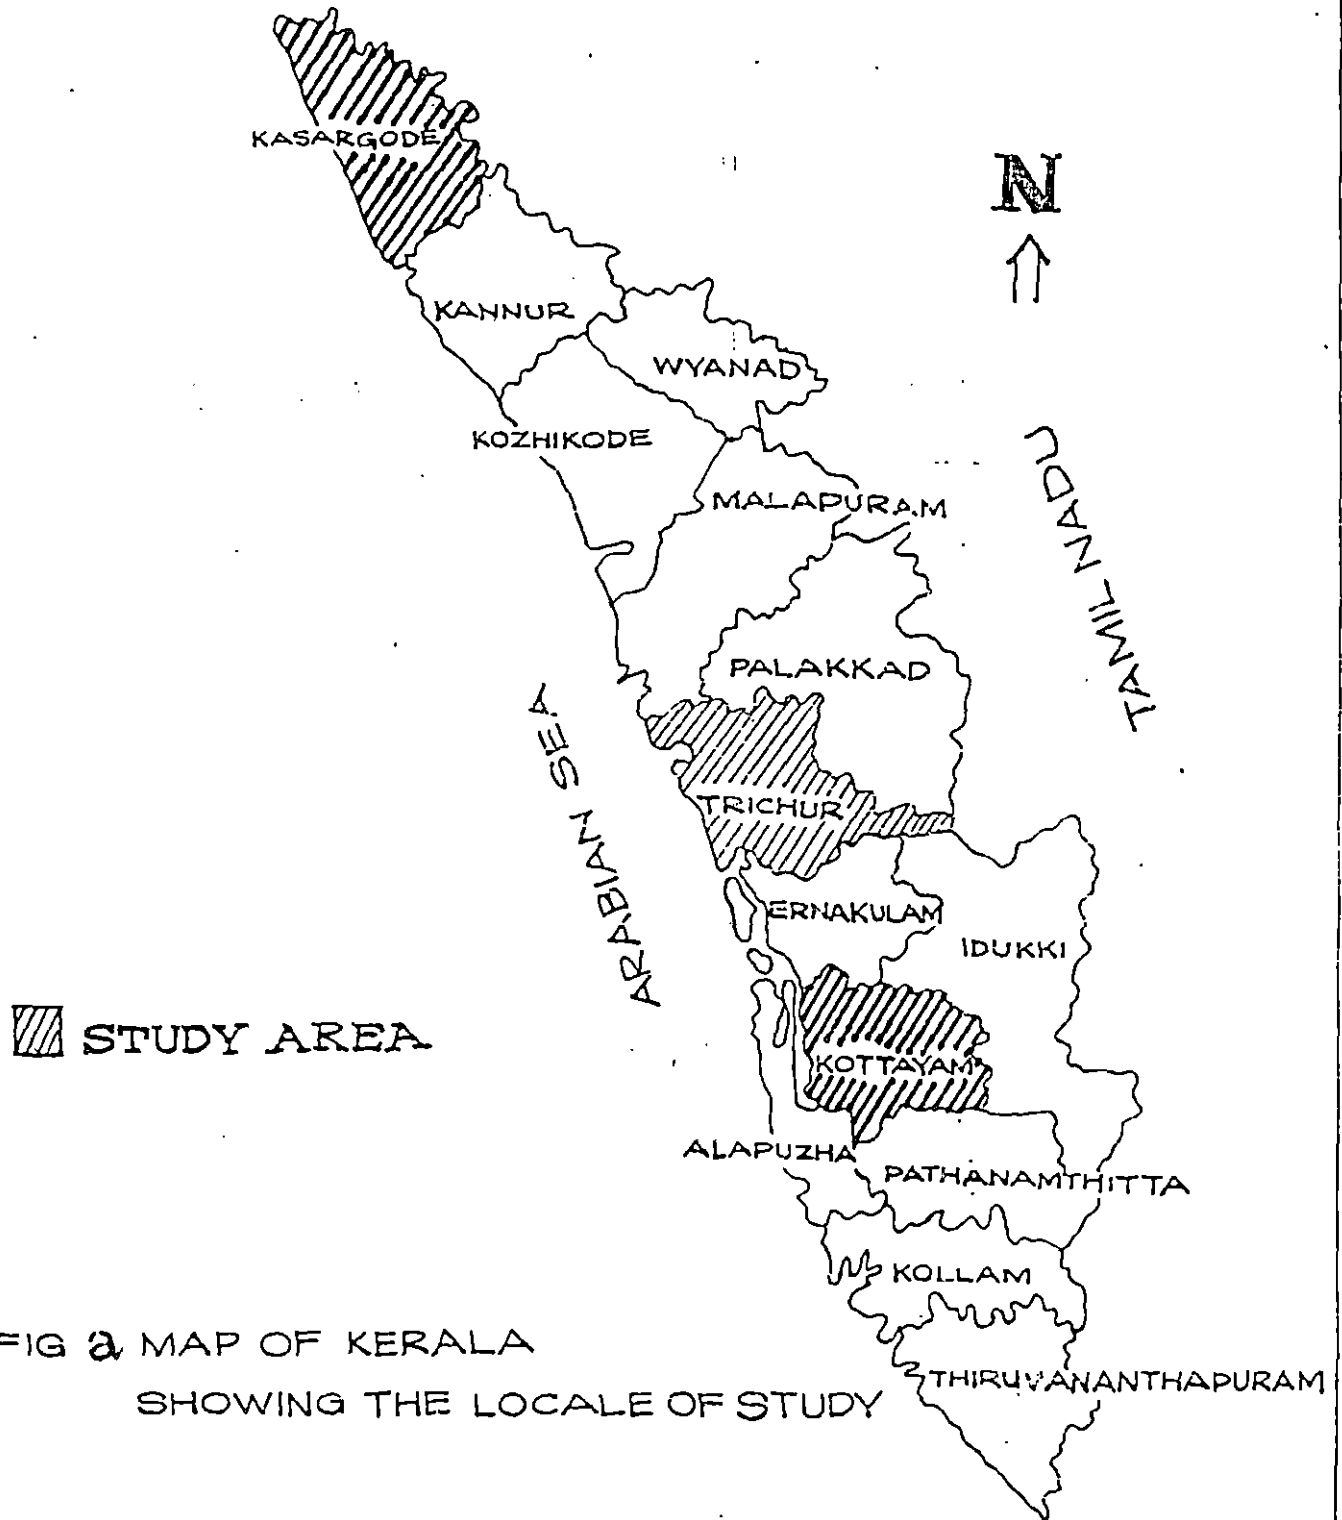 KASARGODE
N
KANNUR
WYANAD
KOZHIKODE
MALAPURAM
TAMIL NADU
PALAKKAD
ARABIAN SEA
TRICHUR
ERNAKULAM
IDUKKI
STUDY AREA
KOTTAYAM
ALAPUZHA
PATHANAMTHITTA
KOLLAM
FIG a MAP OF KERALA
SHOWING THE LOCALE OF STUDY
THIRUVANANTHAPURAM